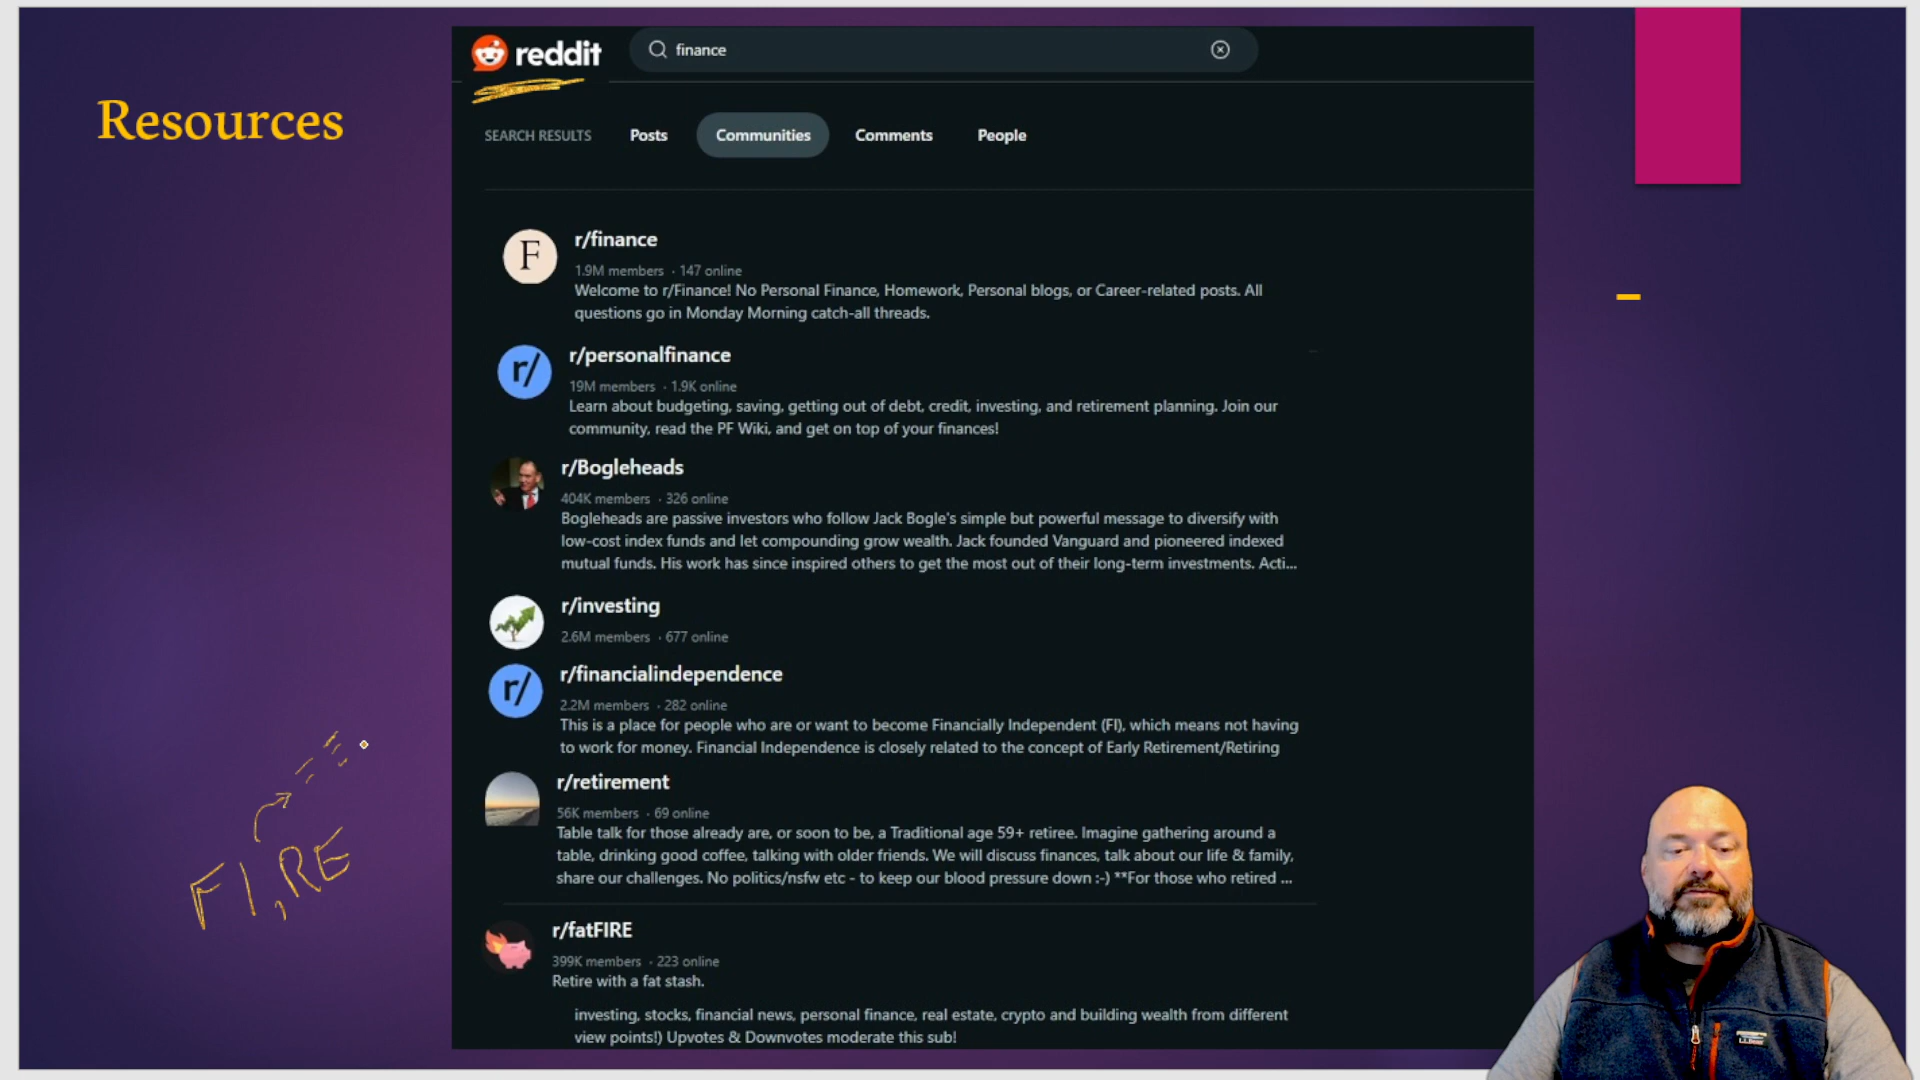 Resources
reddit
finance
SEARCH RESULTS Posts Communities Comments People
F
r/finance
1.9M members · 147 online
Welcome to r/Finance! No Personal Finance, Homework, Personal blogs, or Career-related posts. All
questions go in Monday Morning catch-all threads.
r/
r/personalfinance
19M members · 1.9K online
Learn about budgeting, saving, getting out of debt, credit, investing, and retirement planning. Join our
community, read the PF Wiki, and get on top of your finances!
r/Bogleheads
404K members · 326 online
Bogleheads are passive investors who follow Jack Bogle's simple but powerful message to diversify with
low-cost index funds and let compounding grow wealth. Jack founded Vanguard and pioneered indexed
mutual funds. His work has since inspired others to get the most out of their long-term investments. Acti...
r/investing
2.6M members · 677 online
r/
r/financialindependence
2.2M members · 282 online
This is a place for people who are or want to become Financially Independent (FI), which means not having
to work for money. Financial Independence is closely related to the concept of Early Retirement/Retiring
r/retirement
56K members · 69 online
Table talk for those already are, or soon to be, a Traditional age 59+ retiree. Imagine gathering around a
table, drinking good coffee, talking with older friends. We will discuss finances, talk about our life & family,
share our challenges. No politics/nsfw etc - to keep our blood pressure down :-) **For those who retired ...
r/fatFIRE
399K members · 223 online
Retire with a fat stash.
investing, stocks, financial news, personal finance, real estate, crypto and building wealth from different
view points!) Upvotes & Downvotes moderate this sub!
FI,RE